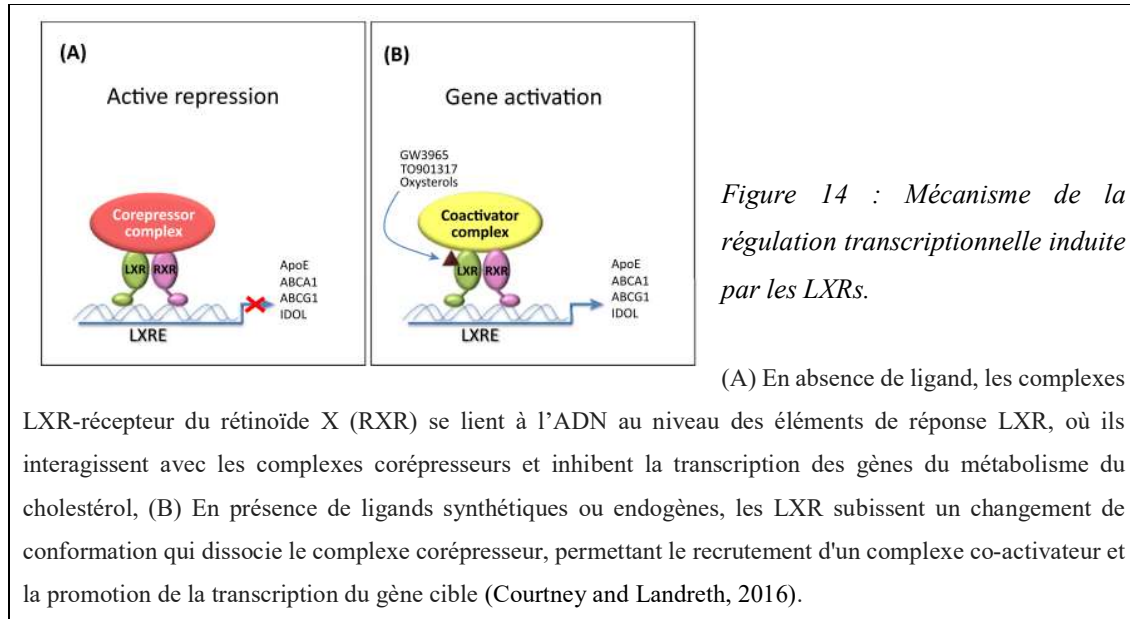 (A)
Active repression
Corepressor
complex
LXR RXR
ApoE
ABCA1
ABCG1
IDOL
LXRE
(B)
Gene activation
GW3965
TO901317
Oxysterols
Coactivator
complex
LXR RXR
ApoE
ABCA1
ABCG1
IDOL
LXRE
Figure 14 : Mécanisme de la
régulation transcriptionnelle induite
par les LXRs.
(A) En absence de ligand, les complexes
LXR-récepteur du rétinoïde X (RXR) se lient à l’ADN au niveau des éléments de réponse LXR, où ils
interagissent avec les complexes corépresseurs et inhibent la transcription des gènes du métabolisme du
cholestérol, (B) En présence de ligands synthétiques ou endogènes, les LXR subissent un changement de
conformation qui dissocie le complexe corépresseur, permettant le recrutement d'un complexe co-activateur et
la promotion de la transcription du gène cible (Courtney and Landreth, 2016).